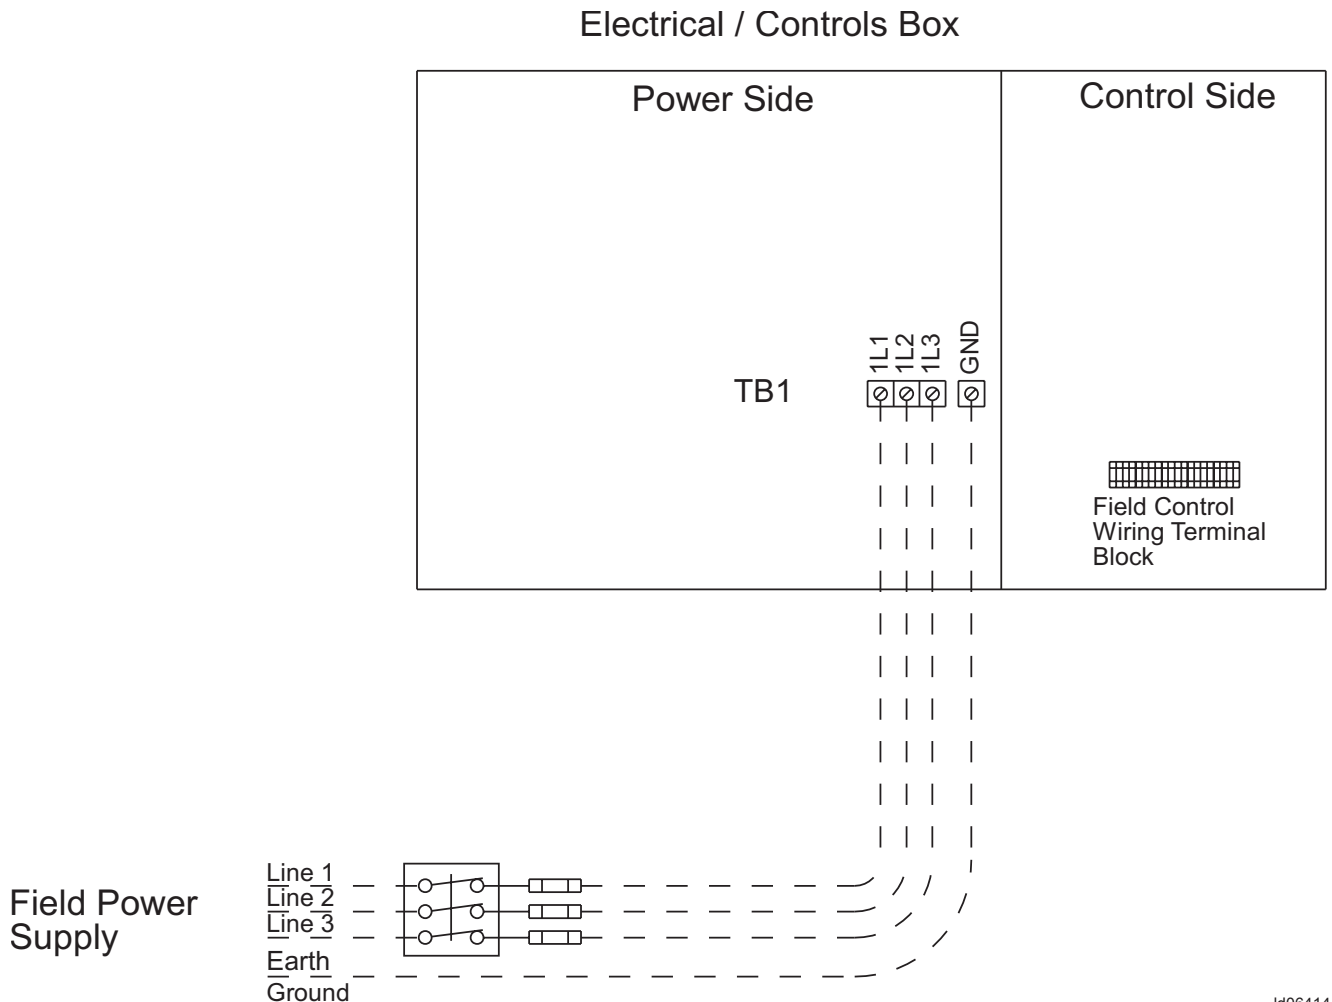 Electrical / Controls Box
Power Side
Control Side
1L1
1L2
1L3
GND
TB1
Field Control
Wiring Terminal
Block
Field Power
Supply
Line 1
Line 2
Line 3
Earth
Ground